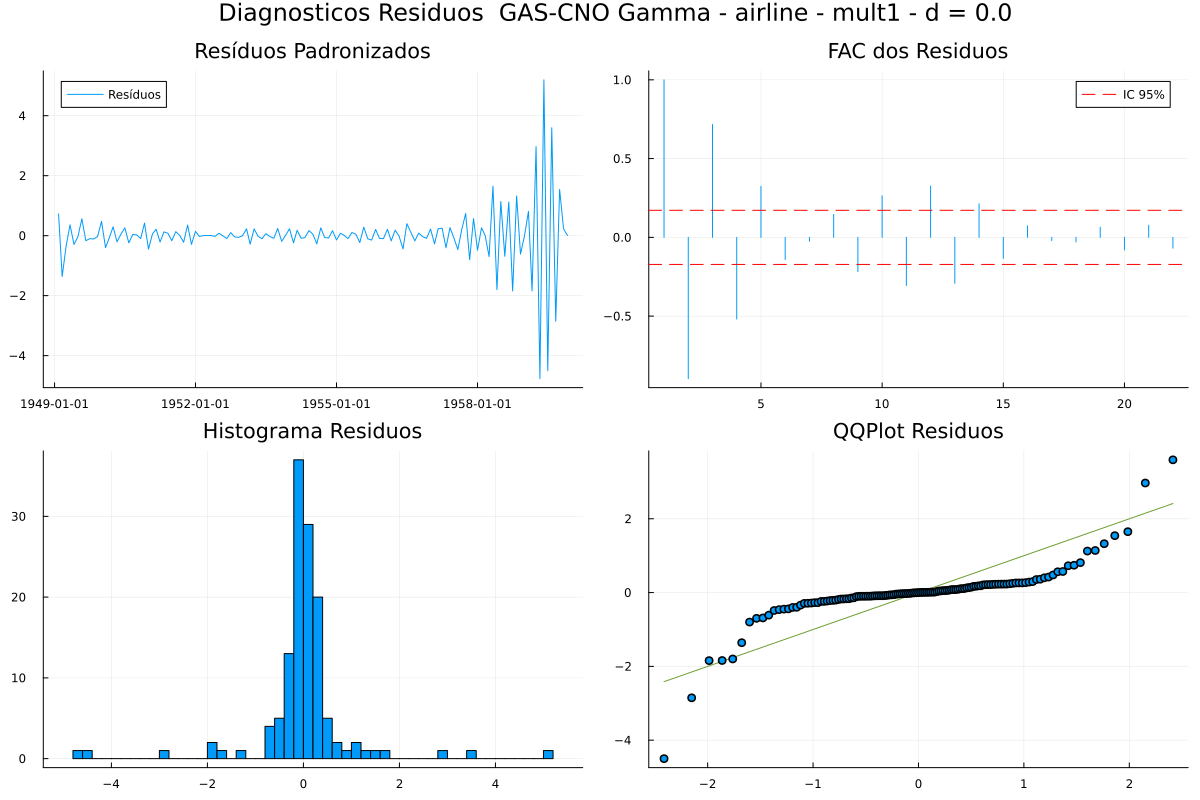 Diagnosticos Residuos  GAS-CNO Gamma - airline - mult1 - d = 0.0
Resíduos Padronizados
Resíduos
4
2
0
−2
−4
1949-01-01 1952-01-01 1955-01-01 1958-01-01
FAC dos Residuos
IC 95%
1.0
0.5
0.0
−0.5
5 10 15 20
Histograma Residuos
30
20
10
0
−4 −2 0 2 4
QQPlot Residuos
2
0
−2
−4
−2 −1 0 1 2